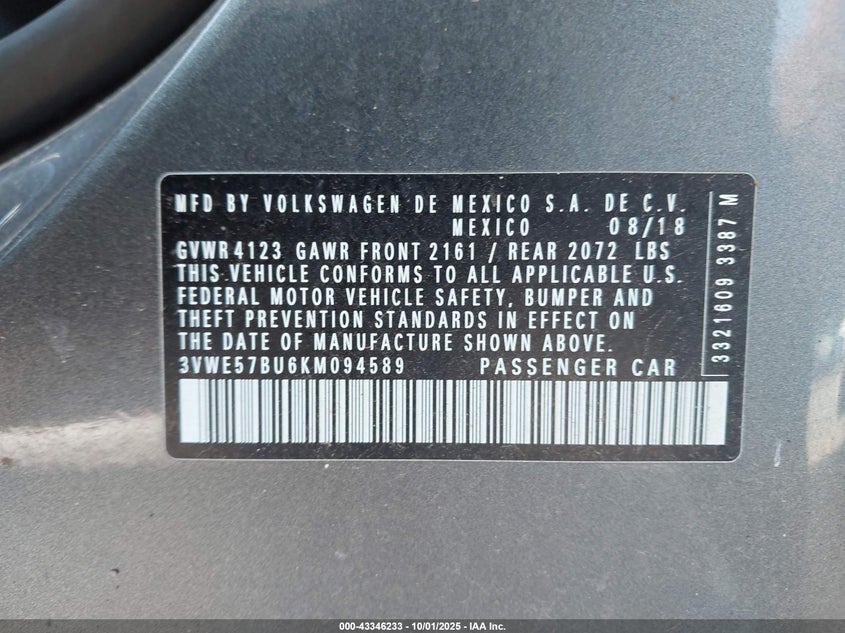 MFD BY VOLKSWAGEN DE MEXICO S.A. DE C.V.
MEXICO 08/18
GVWR 4123 GAWR FRONT 2161 / REAR 2072 LBS
THIS VEHICLE CONFORMS TO ALL APPLICABLE U.S.
FEDERAL MOTOR VEHICLE SAFETY, BUMPER AND
THEFT PREVENTION STANDARDS IN EFFECT ON
THE DATE OF MANUFACTURE SHOWN ABOVE.
3VWE57BU6KM094589 PASSENGER CAR
3321609 3387 M
000-43346233 - 10/01/2025 - IAA Inc.